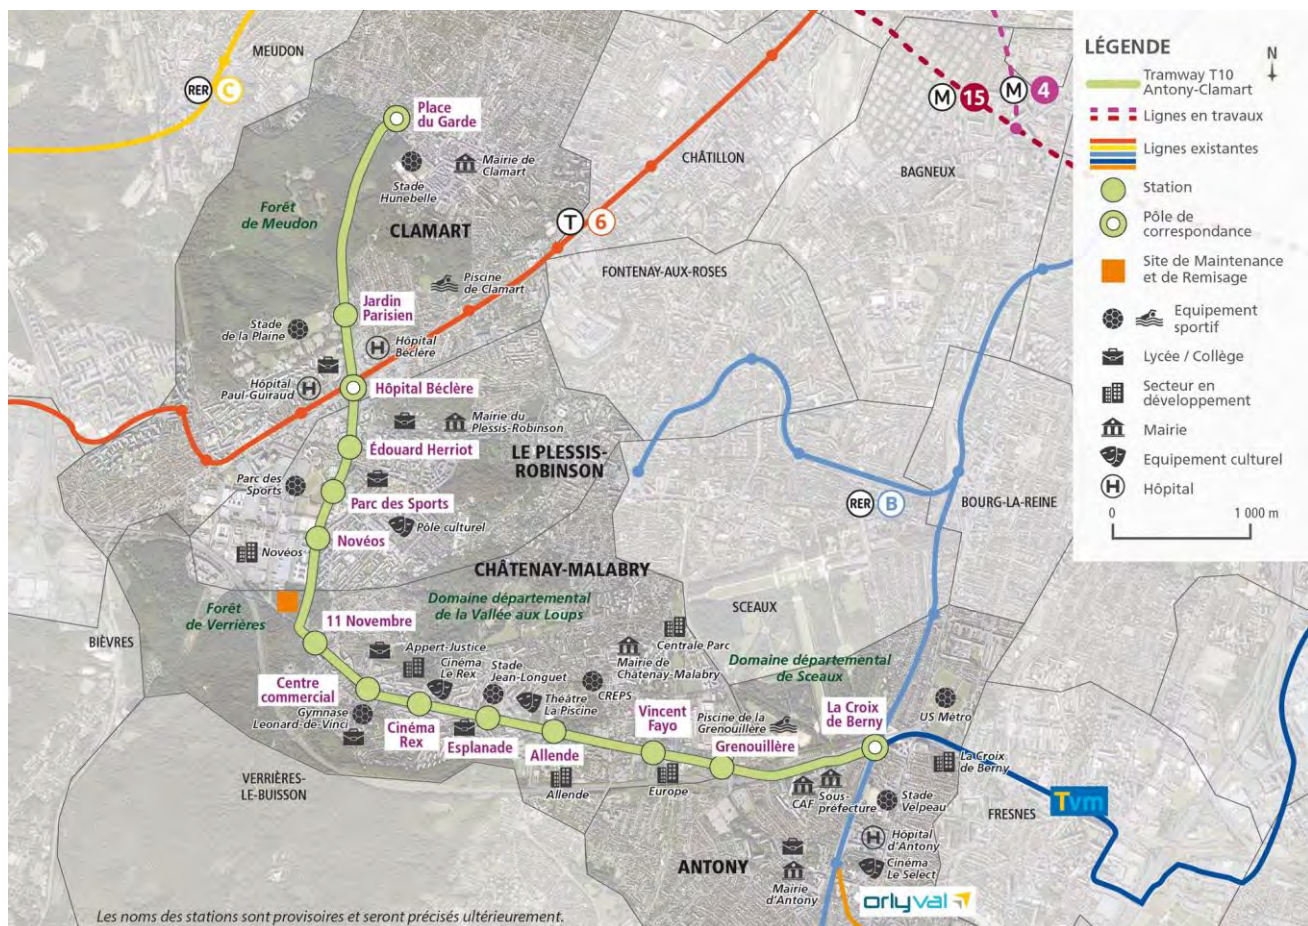 MEUDON
RER C
Place
du Garde
Stade
Hunebelle
Mairie de
Clamart
Forêt
de Meudon
CLAMART
T 6
CHÂTILLON
M 15
M 4
BAGNEUX
FONTENAY-AUX-ROSES
Piscine
de Clamart
Jardin
Parisien
Stade
de la Plaine
Hôpital
Béclère
Hôpital
Paul-Guiraud
Hôpital Béclère
Mairie du
Plessis-Robinson
Édouard Herriot
LE PLESSIS-
ROBINSON
Parc des
Sports
Parc des Sports
Pôle culturel
Novéos
Novéos
RER B
BOURG-LA-REINE
CHÂTENAY-MALABRY
Domaine départemental
de la Vallée aux Loups
SCEAUX
Forêt
de Verrières
BIÈVRES
11 Novembre
Appert-Justice
Cinéma
Le Rex
Stade
Jean-Longuet
Centrale Parc
Mairie de
Chatenay-Malabry
CREPS
Théâtre
La Piscine
Domaine départemental
de Sceaux
Centre
commercial
Gymnase
Leonard-de-Vinci
Cinéma
Rex
Esplanade
Allende
Allende
Vincent
Fayo
Europe
Piscine de la
Grenouillère
Grenouillère
La Croix
de Berny
US Métro
La Croix
de Berny
CAF
Sous-
préfecture
Stade
Velpeau
VERRIÈRES-
LE-BUISSON
FRESNES
Tvm
ANTONY
Hôpital
d'Antony
Cinéma
Le Select
Mairie
d'Antony
orlyval
Les noms des stations sont provisoires et seront précisés ultérieurement.
LÉGENDE
N
Tramway T10
Antony-Clamart
Lignes en travaux
Lignes existantes
Station
Pôle de
correspondance
Site de Maintenance
et de Remisage
Equipement
sportif
Lycée / Collège
Secteur en
développement
Mairie
Equipement culturel
H Hôpital
0 1 000 m